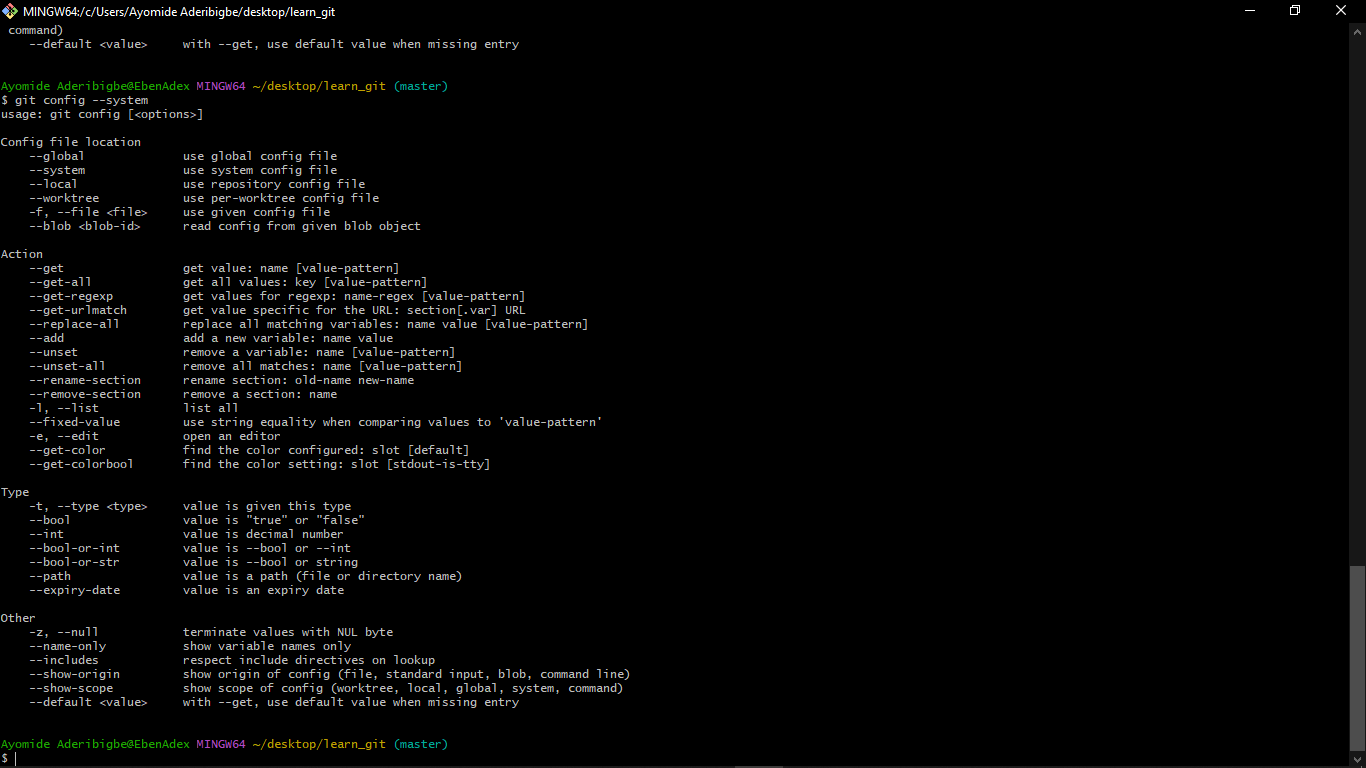 MINGW64:/c/Users/Ayomide Aderibigbe/desktop/learn_git
command)
--default <value> with --get, use default value when missing entry
Ayomide Aderibigbe@EbenAdex MINGW64 ~/desktop/learn_git (master)
$ git config --system
usage: git config [<options>]
Config file location
--global use global config file
--system use system config file
--local use repository config file
--worktree use per-worktree config file
-f, --file <file> use given config file
--blob <blob-id> read config from given blob object
Action
--get get value: name [value-pattern]
--get-all get all values: key [value-pattern]
--get-regexp get values for regexp: name-regex [value-pattern]
--get-urlmatch get value specific for the URL: section[.var] URL
--replace-all replace all matching variables: name value [value-pattern]
--add add a new variable: name value
--unset remove a variable: name [value-pattern]
--unset-all remove all matches: name [value-pattern]
--rename-section rename section: old-name new-name
--remove-section remove a section: name
-l, --list list all
--fixed-value use string equality when comparing values to 'value-pattern'
-e, --edit open an editor
--get-color find the color configured: slot [default]
--get-colorbool find the color setting: slot [stdout-is-tty]
Type
-t, --type <type> value is given this type
--bool value is "true" or "false"
--int value is decimal number
--bool-or-int value is --bool or --int
--bool-or-str value is --bool or string
--path value is a path (file or directory name)
--expiry-date value is an expiry date
Other
-z, --null terminate values with NUL byte
--name-only show variable names only
--includes respect include directives on lookup
--show-origin show origin of config (file, standard input, blob, command line)
--show-scope show scope of config (worktree, local, global, system, command)
--default <value> with --get, use default value when missing entry
Ayomide Aderibigbe@EbenAdex MINGW64 ~/desktop/learn_git (master)
$